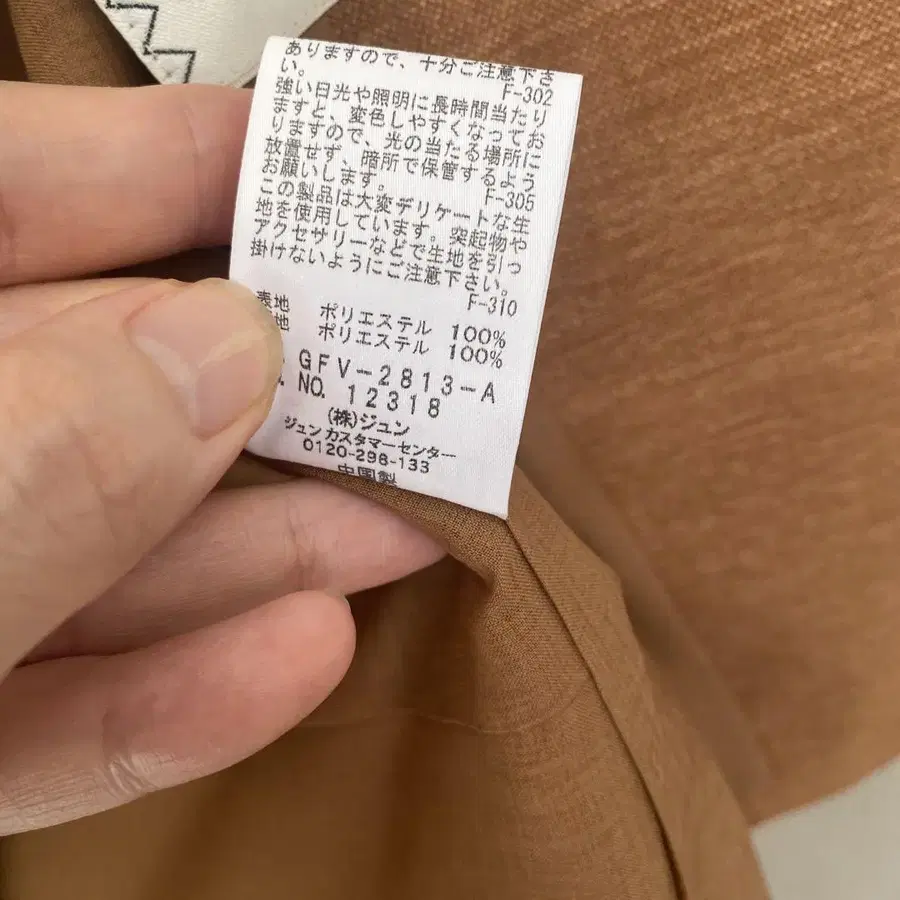 ありますので、十分ご注意下さ
い。
F-302
強い日光や照明に長時間当たり
ますと、変色しやすくなってお
りますので、光の当たる場所に
放置せず、暗所で保管するよう
お願いします。
F-305
この製品は大変デリケートな生
地を使用しています。突起物や
アクセサリーなどで生地を引っ
掛けないようにご注意下さい。
F-310
表地 ポリエステル 100%
地 ポリエステル 100%
GFV-2813-A
NO. 12318
(株)ジュン
ジュンカスタマーセンター
0120-298-133
中国製